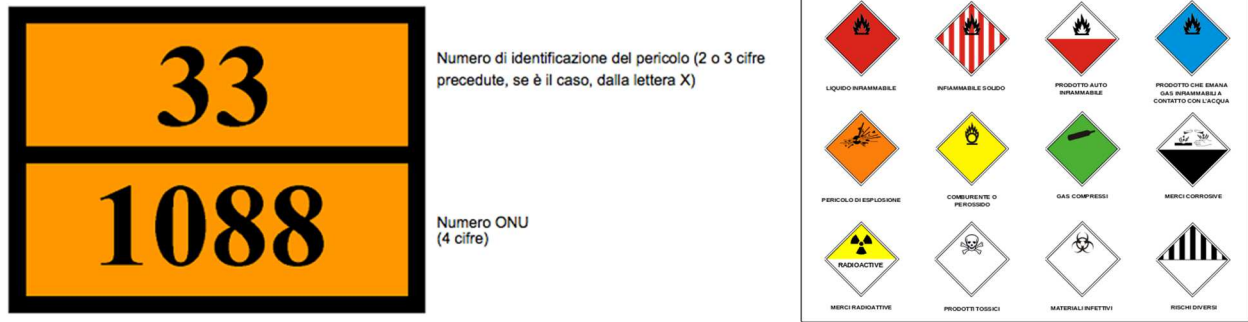 33
1088
Numero di identificazione del pericolo (2 o 3 cifre
precedute, se è il caso, dalla lettera X)
Numero ONU
(4 cifre)
LIQUIDO INFIAMMABILE
INFIAMMABILE SOLIDO
PRODOTTO AUTO
INFIAMMABILE
PRODOTTO CHE EMANA
GAS INFIAMMABILI A
CONTATTO CON L'ACQUA
PERICOLO DI ESPLOSIONE
COMBURENTE O
PEROSSIDO
GAS COMPRESSI
MERCI CORROSIVE
RADIOACTIVE
MERCI RADIOATTIVE
PRODOTTI TOSSICI
MATERIALI INFETTIVI
RISCHI DIVERSI